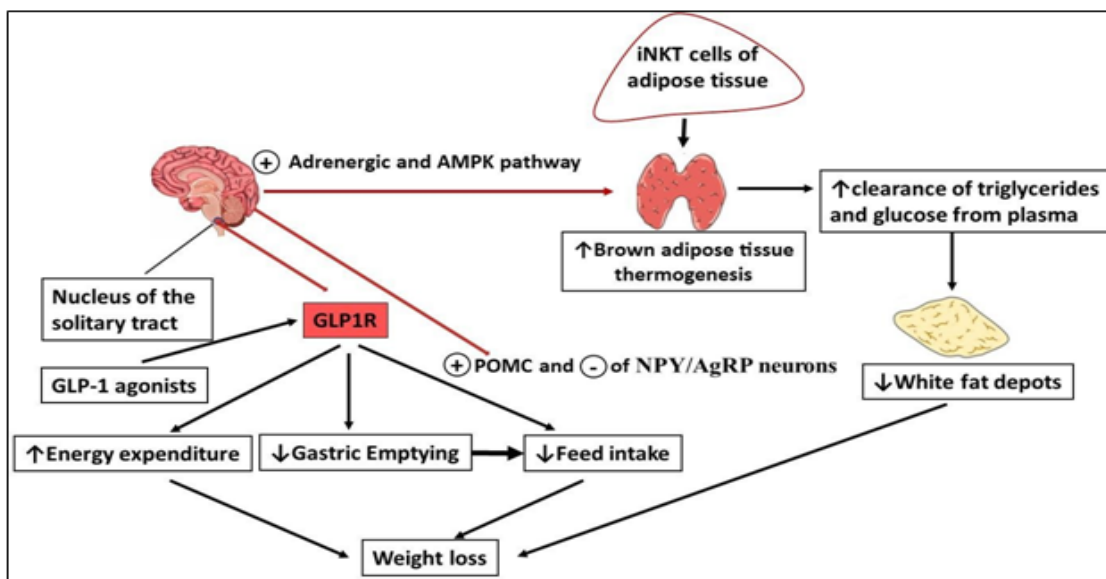 iNKT cells of
adipose tissue
+ Adrenergic and AMPK pathway
↑Brown adipose tissue
thermogenesis
↑clearance of triglycerides
and glucose from plasma
Nucleus of the
solitary tract
GLP1R
GLP-1 agonists
+ POMC and - of NPY/AgRP neurons
↓White fat depots
↑Energy expenditure
↓Gastric Emptying
↓Feed intake
Weight loss